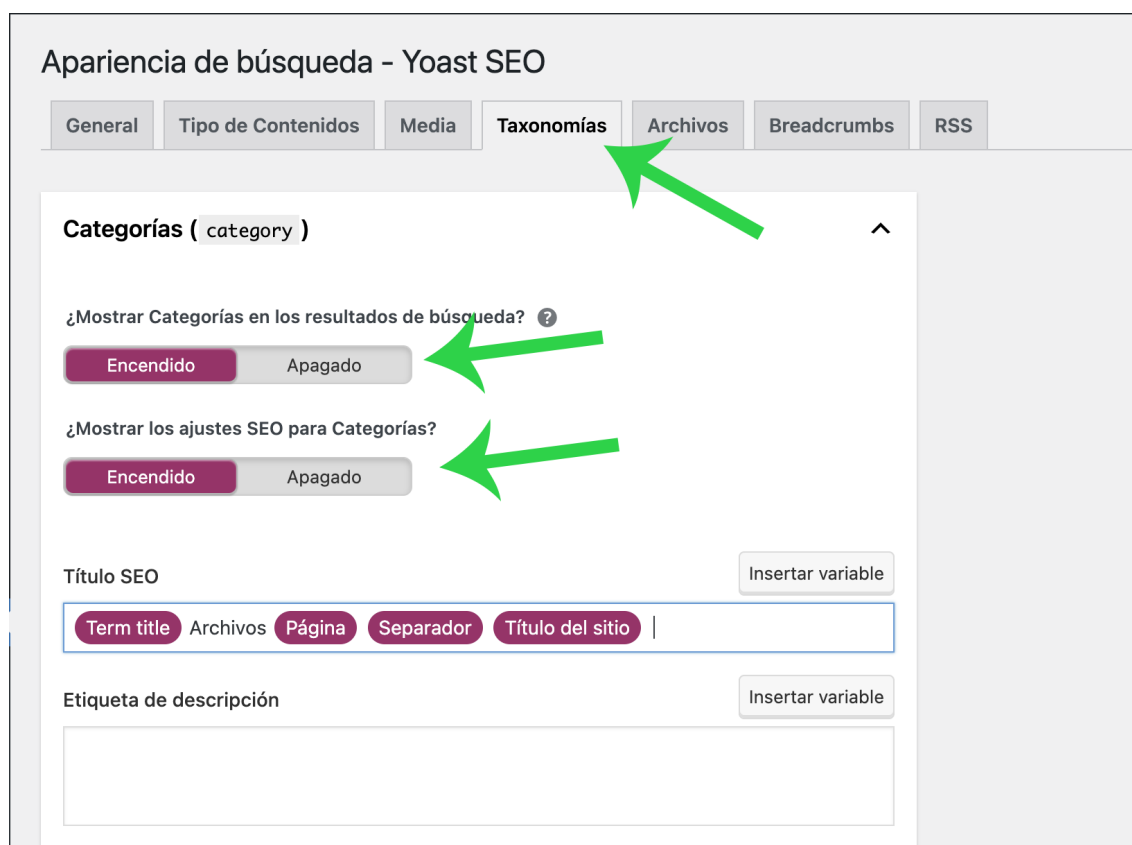 Apariencia de búsqueda - Yoast SEO
General Tipo de Contenidos Media Taxonomías Archivos Breadcrumbs RSS
Categorías ( category )
¿Mostrar Categorías en los resultados de búsqueda? ?
Encendido Apagado
¿Mostrar los ajustes SEO para Categorías?
Encendido Apagado
Título SEO Insertar variable
Term title Archivos Página Separador Título del sitio
Etiqueta de descripción Insertar variable